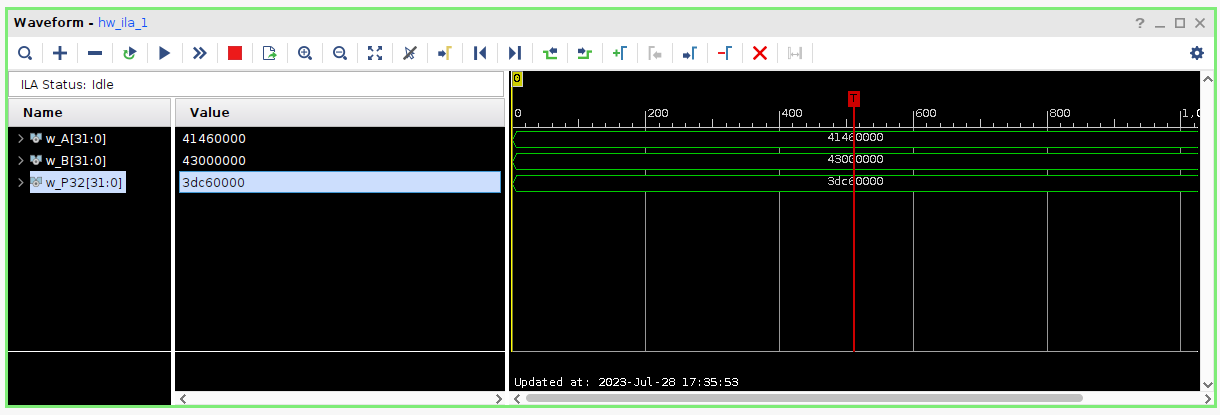 Waveform - hw_ila_1
ILA Status: Idle
Name Value
w_A[31:0] 41460000
w_B[31:0] 43000000
w_P32[31:0] 3dc60000
0
T
0 200 400 600 800 1,0
41460000
43000000
3dc60000
Updated at: 2023-Jul-28 17:35:53